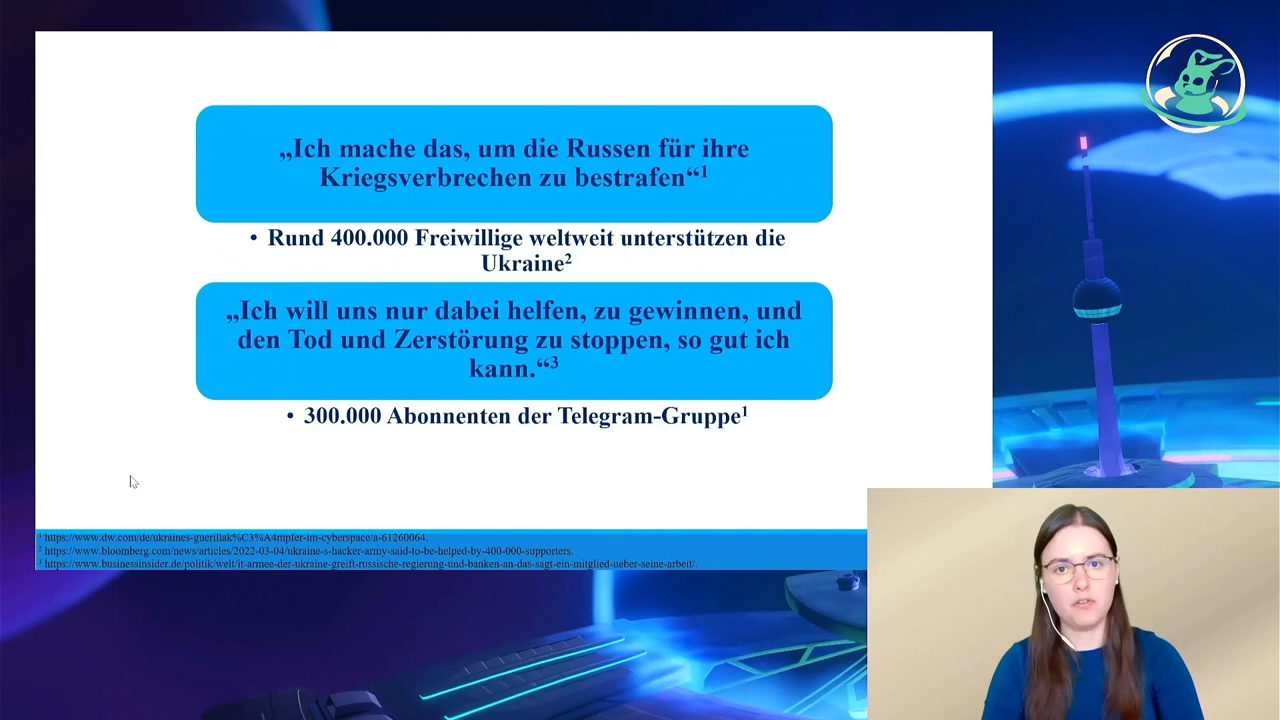 „Ich mache das, um die Russen für ihre
Kriegsverbrechen zu bestrafen“¹
• Rund 400.000 Freiwillige weltweit unterstützen die
Ukraine²
„Ich will uns nur dabei helfen, zu gewinnen, und
den Tod und Zerstörung zu stoppen, so gut ich
kann.“³
• 300.000 Abonnenten der Telegram-Gruppe¹
¹ https://www.dw.com/de/ukraines-guerillak%C3%A4mpfer-im-cyberspace/a-61260064.
² https://www.bloomberg.com/news/articles/2022-03-04/ukraine-s-hacker-army-said-to-be-helped-by-400-000-supporters.
³ https://www.businessinsider.de/politik/welt/it-armee-der-ukraine-greift-russische-regierung-und-banken-an-das-sagt-ein-mitglied-ueber-seine-arbeit/.